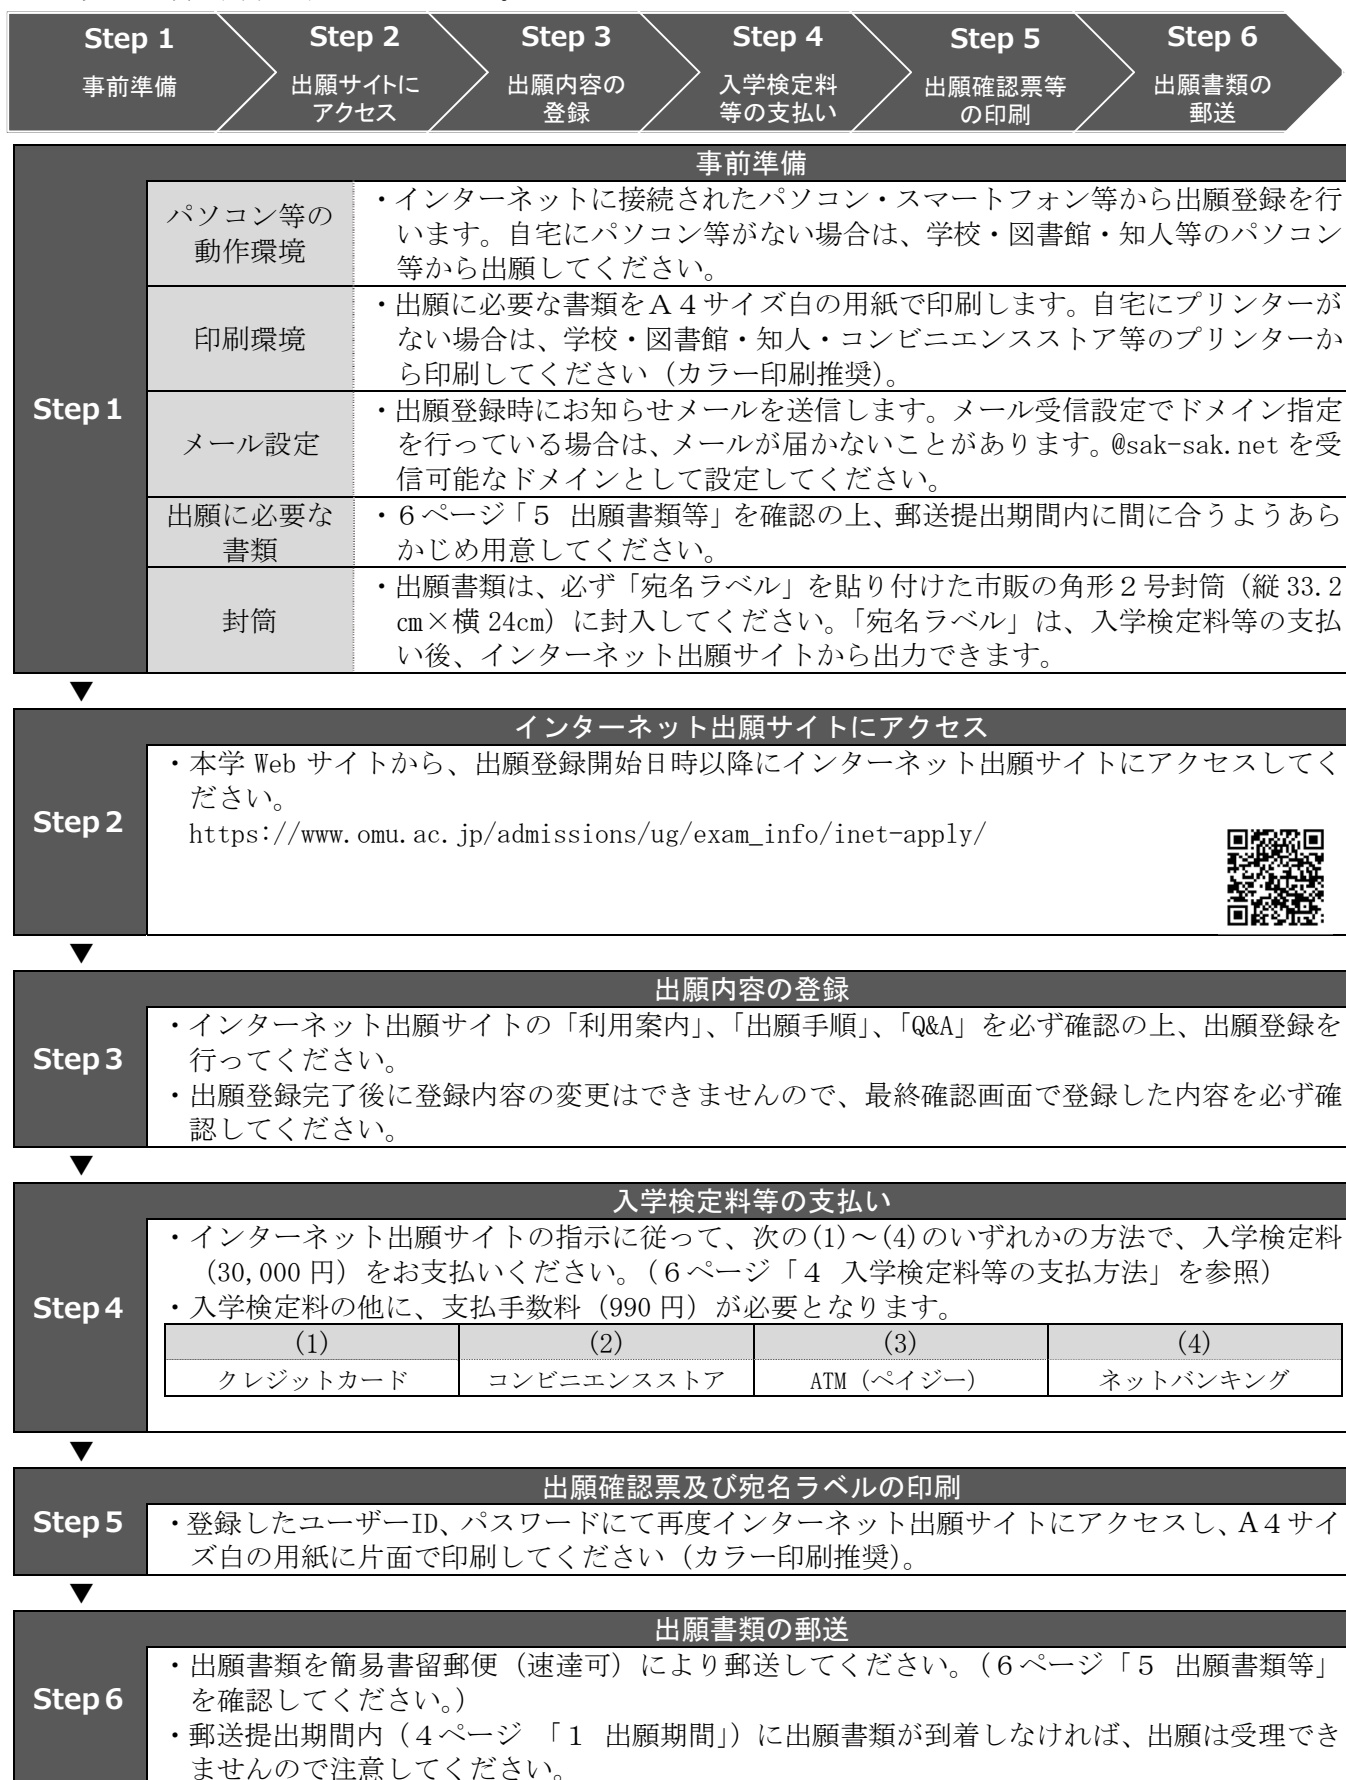 Step 1
Step 2
Step 3
Step 4
Step 5
Step 6
事前準備
出願サイトに
アクセス
出願内容の
登録
入学検定料
等の支払い
出願確認票等
の印刷
出願書類の
郵送
事前準備
Step1
パソコン等の
動作環境
・インターネットに接続されたパソコン・スマートフォン等から出願登録を行
います。自宅にパソコン等がない場合は、学校・図書館・知人等のパソコン
等から出願してください。
印刷環境
・出願に必要な書類をA4サイズ白の用紙で印刷します。自宅にプリンターが
ない場合は、学校・図書館・知人・コンビニエンスストア等のプリンターか
ら印刷してください（カラー印刷推奨）。
メール設定
・出願登録時にお知らせメールを送信します。メール受信設定でドメイン指定
を行っている場合は、メールが届かないことがあります。@sak-sak.net を受
信可能なドメインとして設定してください。
出願に必要な
書類
・6ページ「5 出願書類等」を確認の上、郵送提出期間内に間に合うようあら
かじめ用意してください。
封筒
・出願書類は、必ず「宛名ラベル」を貼り付けた市販の角形2号封筒（縦 33.2
cm×横 24cm）に封入してください。「宛名ラベル」は、入学検定料等の支払
い後、インターネット出願サイトから出力できます。
▼
インターネット出願サイトにアクセス
Step2
・本学 Web サイトから、出願登録開始日時以降にインターネット出願サイトにアクセスしてく
ださい。
https://www.omu.ac.jp/admissions/ug/exam_info/inet-apply/
▼
出願内容の登録
Step3
・インターネット出願サイトの「利用案内」、「出願手順」、「Q&A」を必ず確認の上、出願登録を
行ってください。
・出願登録完了後に登録内容の変更はできませんので、最終確認画面で登録した内容を必ず確
認してください。
▼
入学検定料等の支払い
Step4
・インターネット出願サイトの指示に従って、次の(1)～(4)のいずれかの方法で、入学検定料
（30,000 円）をお支払いください。（6ページ「4 入学検定料等の支払方法」を参照）
・入学検定料の他に、支払手数料（990 円）が必要となります。
(1)
(2)
(3)
(4)
クレジットカード
コンビニエンスストア
ATM（ペイジー）
ネットバンキング
▼
出願確認票及び宛名ラベルの印刷
Step5
・登録したユーザーID、パスワードにて再度インターネット出願サイトにアクセスし、A4サイ
ズ白の用紙に片面で印刷してください（カラー印刷推奨）。
▼
出願書類の郵送
Step6
・出願書類を簡易書留郵便（速達可）により郵送してください。（6ページ「5 出願書類等」
を確認してください。）
・郵送提出期間内（4ページ 「1 出願期間」）に出願書類が到着しなければ、出願は受理でき
ませんので注意してください。